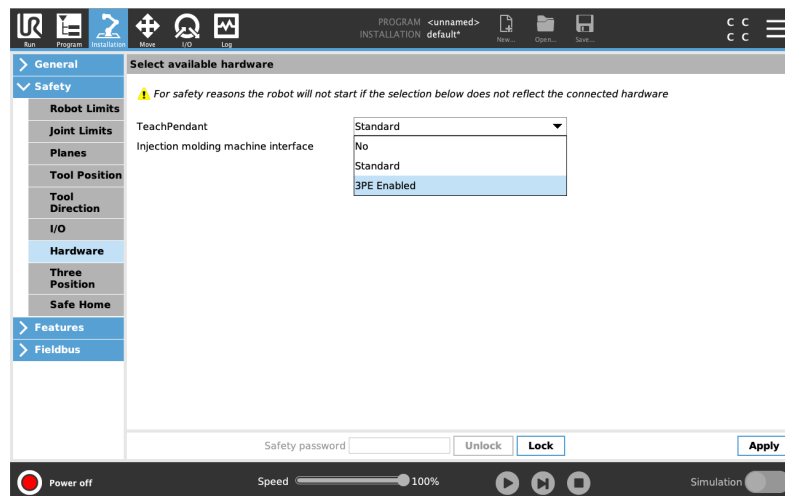 UR
PROGRAM <unnamed>
INSTALLATION default*
C C
C C
Run Program Installation Move I/O Log New... Open... Save...
General
Safety
Robot Limits
Joint Limits
Planes
Tool Position
Tool
Direction
I/O
Hardware
Three
Position
Safe Home
Features
Fieldbus
Select available hardware
For safety reasons the robot will not start if the selection below does not reflect the connected hardware
TeachPendant Standard
Injection molding machine interface
No
Standard
3PE Enabled
Safety password Unlock Lock Apply
Power off Speed 100% Simulation